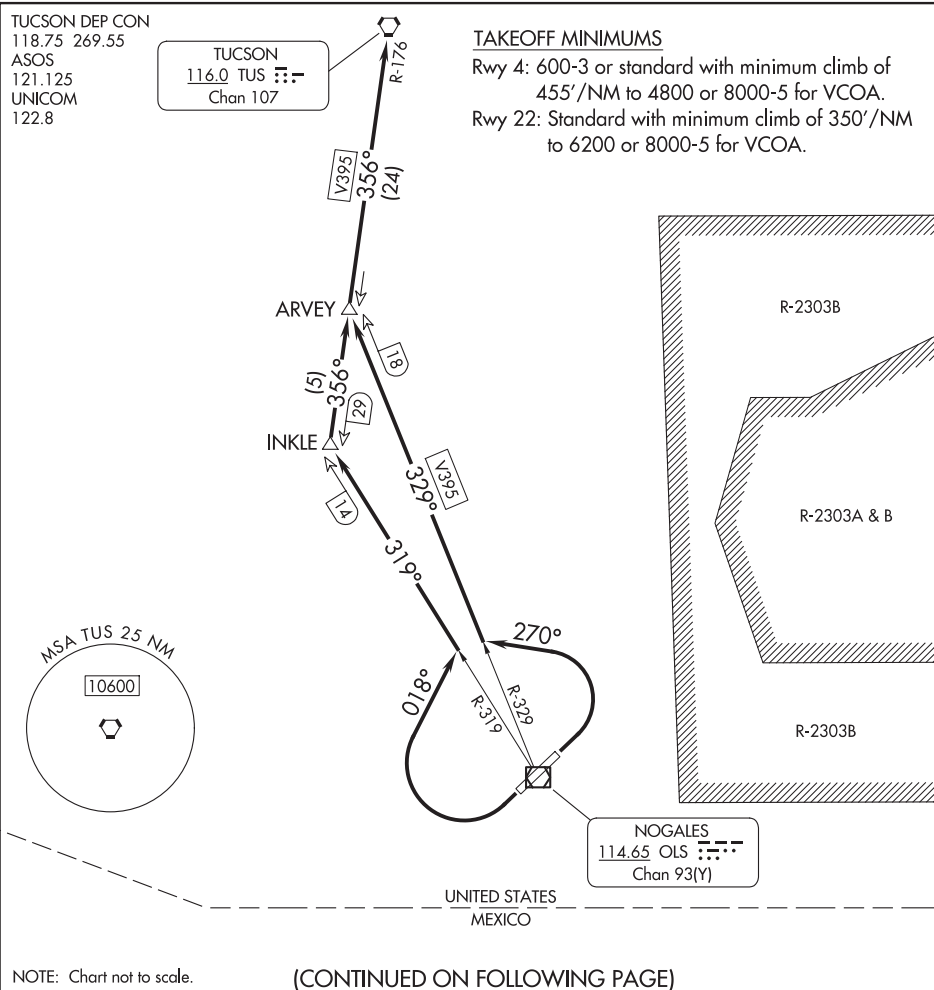 TUCSON DEP CON
118.75 269.55
ASOS
121.125
UNICOM
122.8
TUCSON
116.0 TUS
Chan 107
R-176
TAKEOFF MINIMUMS
Rwy 4: 600-3 or standard with minimum climb of
455'/NM to 4800 or 8000-5 for VCOA.
Rwy 22: Standard with minimum climb of 350'/NM
to 6200 or 8000-5 for VCOA.
V395
356°
(24)
ARVEY
18
(5)
356°
29
INKLE
14
V395
329°
319°
R-2303B
R-2303A & B
R-2303B
MSA TUS 25 NM
10600
018°
270°
R-319
R-329
NOGALES
114.65 OLS
Chan 93(Y)
UNITED STATES
MEXICO
NOTE: Chart not to scale.
(CONTINUED ON FOLLOWING PAGE)